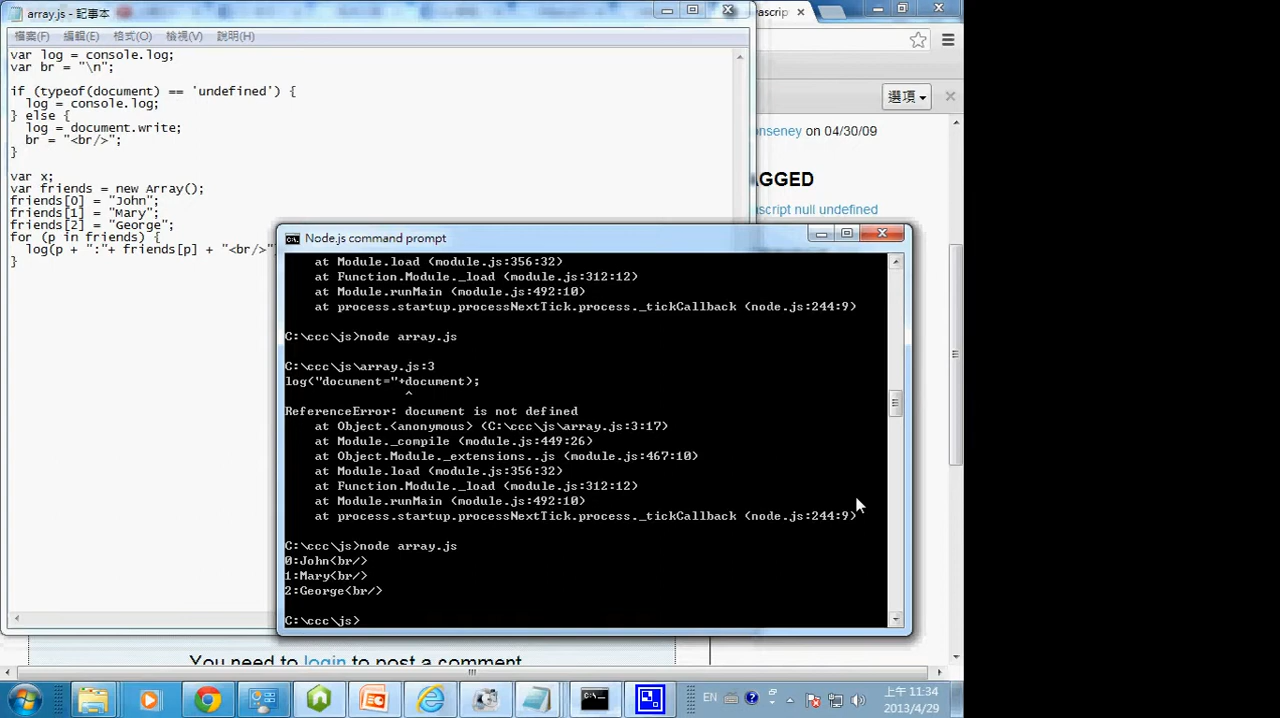 array.js - 記事本
檔案(F) 編輯(E) 格式(O) 檢視(V) 說明(H)
var log = console.log;
var br = "\n";
if (typeof(document) == 'undefined') {
log = console.log;
} else {
log = document.write;
br = "<br/>";
}
var x;
var friends = new Array();
friends[0] = "John";
friends[1] = "Mary";
friends[2] = "George";
for (p in friends) {
log(p + ":"+ friends[p] + "<br/>"
}
選項
onseney on 04/30/09
AGGED
script null undefined
Node.js command prompt
at Module.load (module.js:356:32)
at Function.Module._load (module.js:312:12)
at Module.runMain (module.js:492:10)
at process.startup.processNextTick.process._tickCallback (node.js:244:9)
C:\ccc\js>node array.js
C:\ccc\js\array.js:3
log("document="+document);
^
ReferenceError: document is not defined
at Object.<anonymous> (C:\ccc\js\array.js:3:17)
at Module._compile (module.js:449:26)
at Object.Module._extensions..js (module.js:467:10)
at Module.load (module.js:356:32)
at Function.Module._load (module.js:312:12)
at Module.runMain (module.js:492:10)
at process.startup.processNextTick.process._tickCallback (node.js:244:9)
C:\ccc\js>node array.js
0:John<br/>
1:Mary<br/>
2:George<br/>
C:\ccc\js>
You need to login to post a comment
EN
上午 11:34
2013/4/29